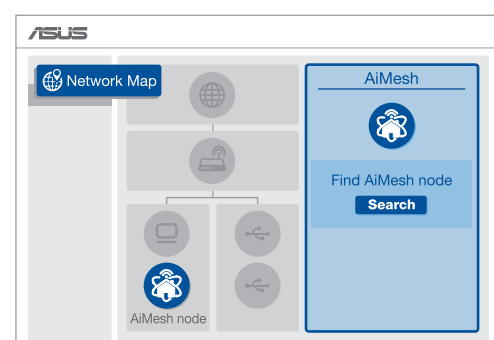 ASUS
Network Map
AiMesh
Find AiMesh node
Search
AiMesh node